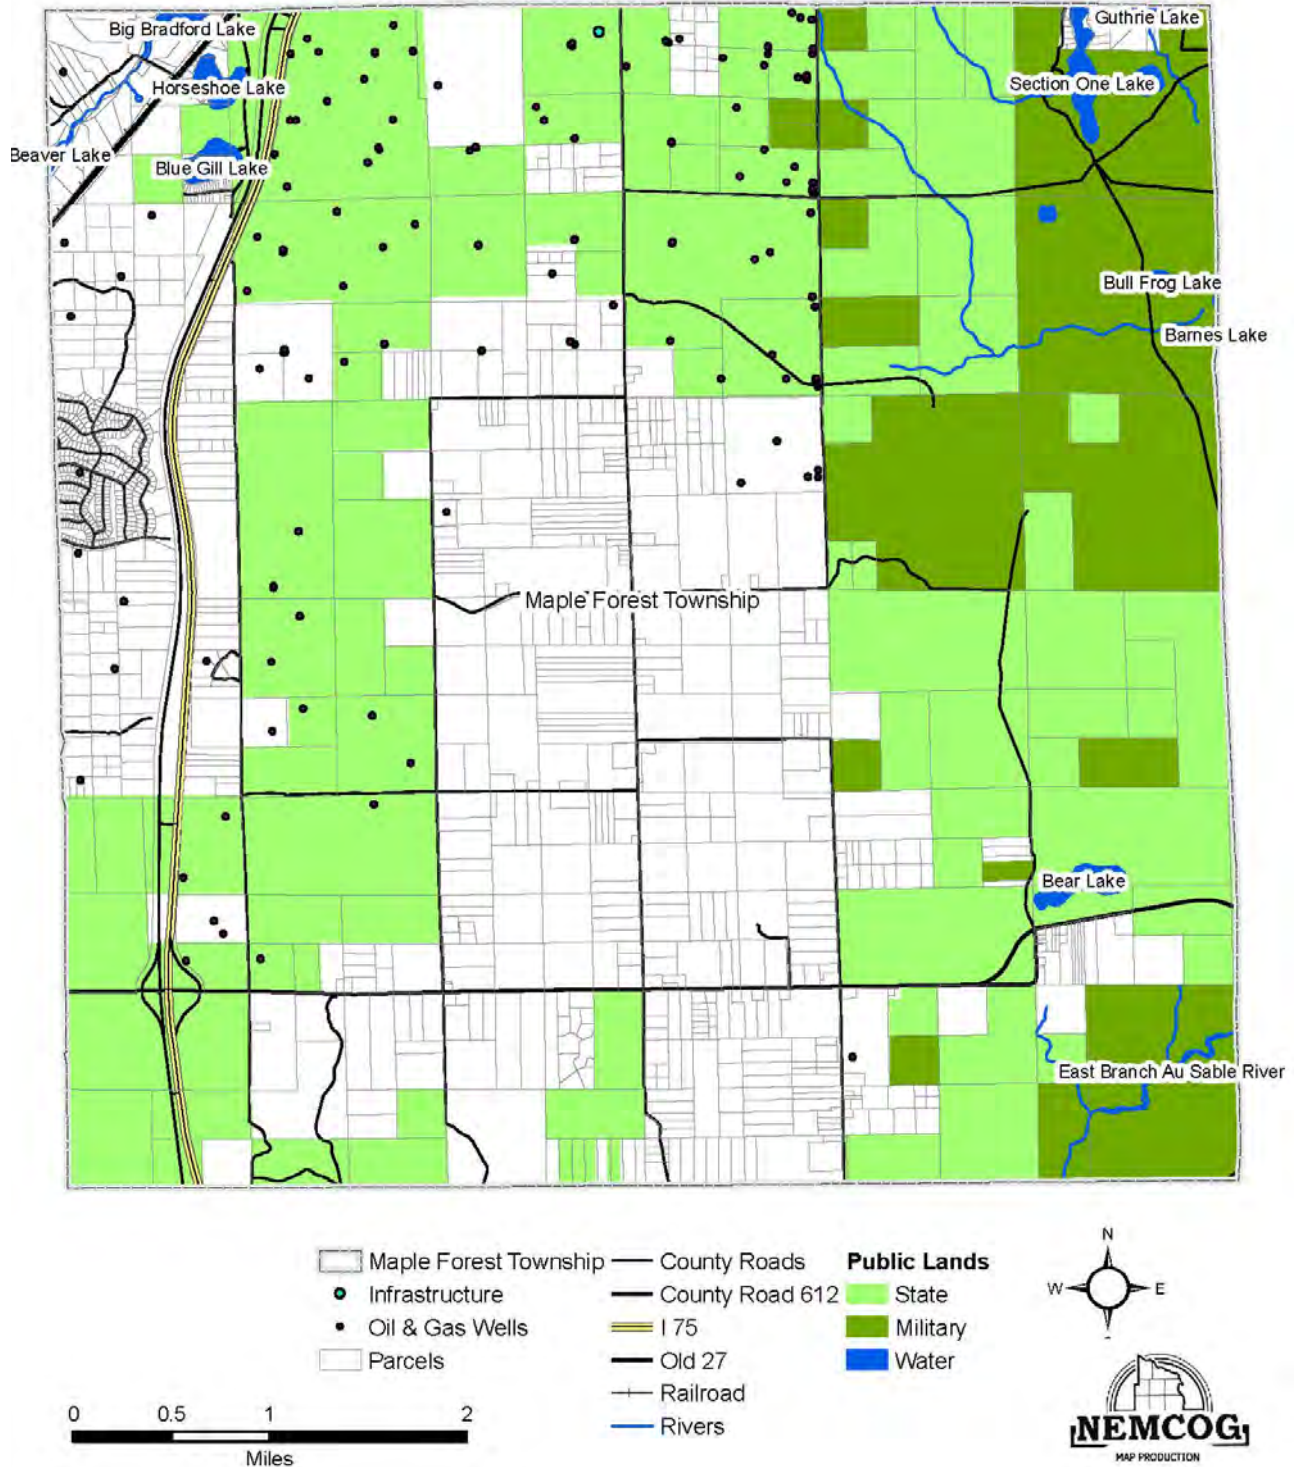 Big Bradford Lake
Guthrie Lake
Horseshoe Lake
Section One Lake
Beaver Lake
Blue Gill Lake
Bull Frog Lake
Barnes Lake
Maple Forest Township
Bear Lake
East Branch Au Sable River
Maple Forest Township
Infrastructure
Oil & Gas Wells
Parcels
County Roads
County Road 612
I 75
Old 27
Railroad
Rivers
Public Lands
State
Military
Water
N
W E
0 0.5 1 2
Miles
NEMCOG
MAP PRODUCTION